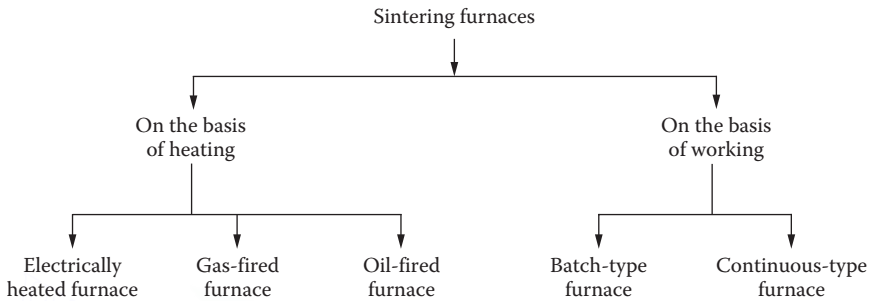 Sintering furnaces
On the basis
of heating
On the basis
of working
Electrically
heated furnace
Gas-fired
furnace
Oil-fired
furnace
Batch-type
furnace
Continuous-type
furnace